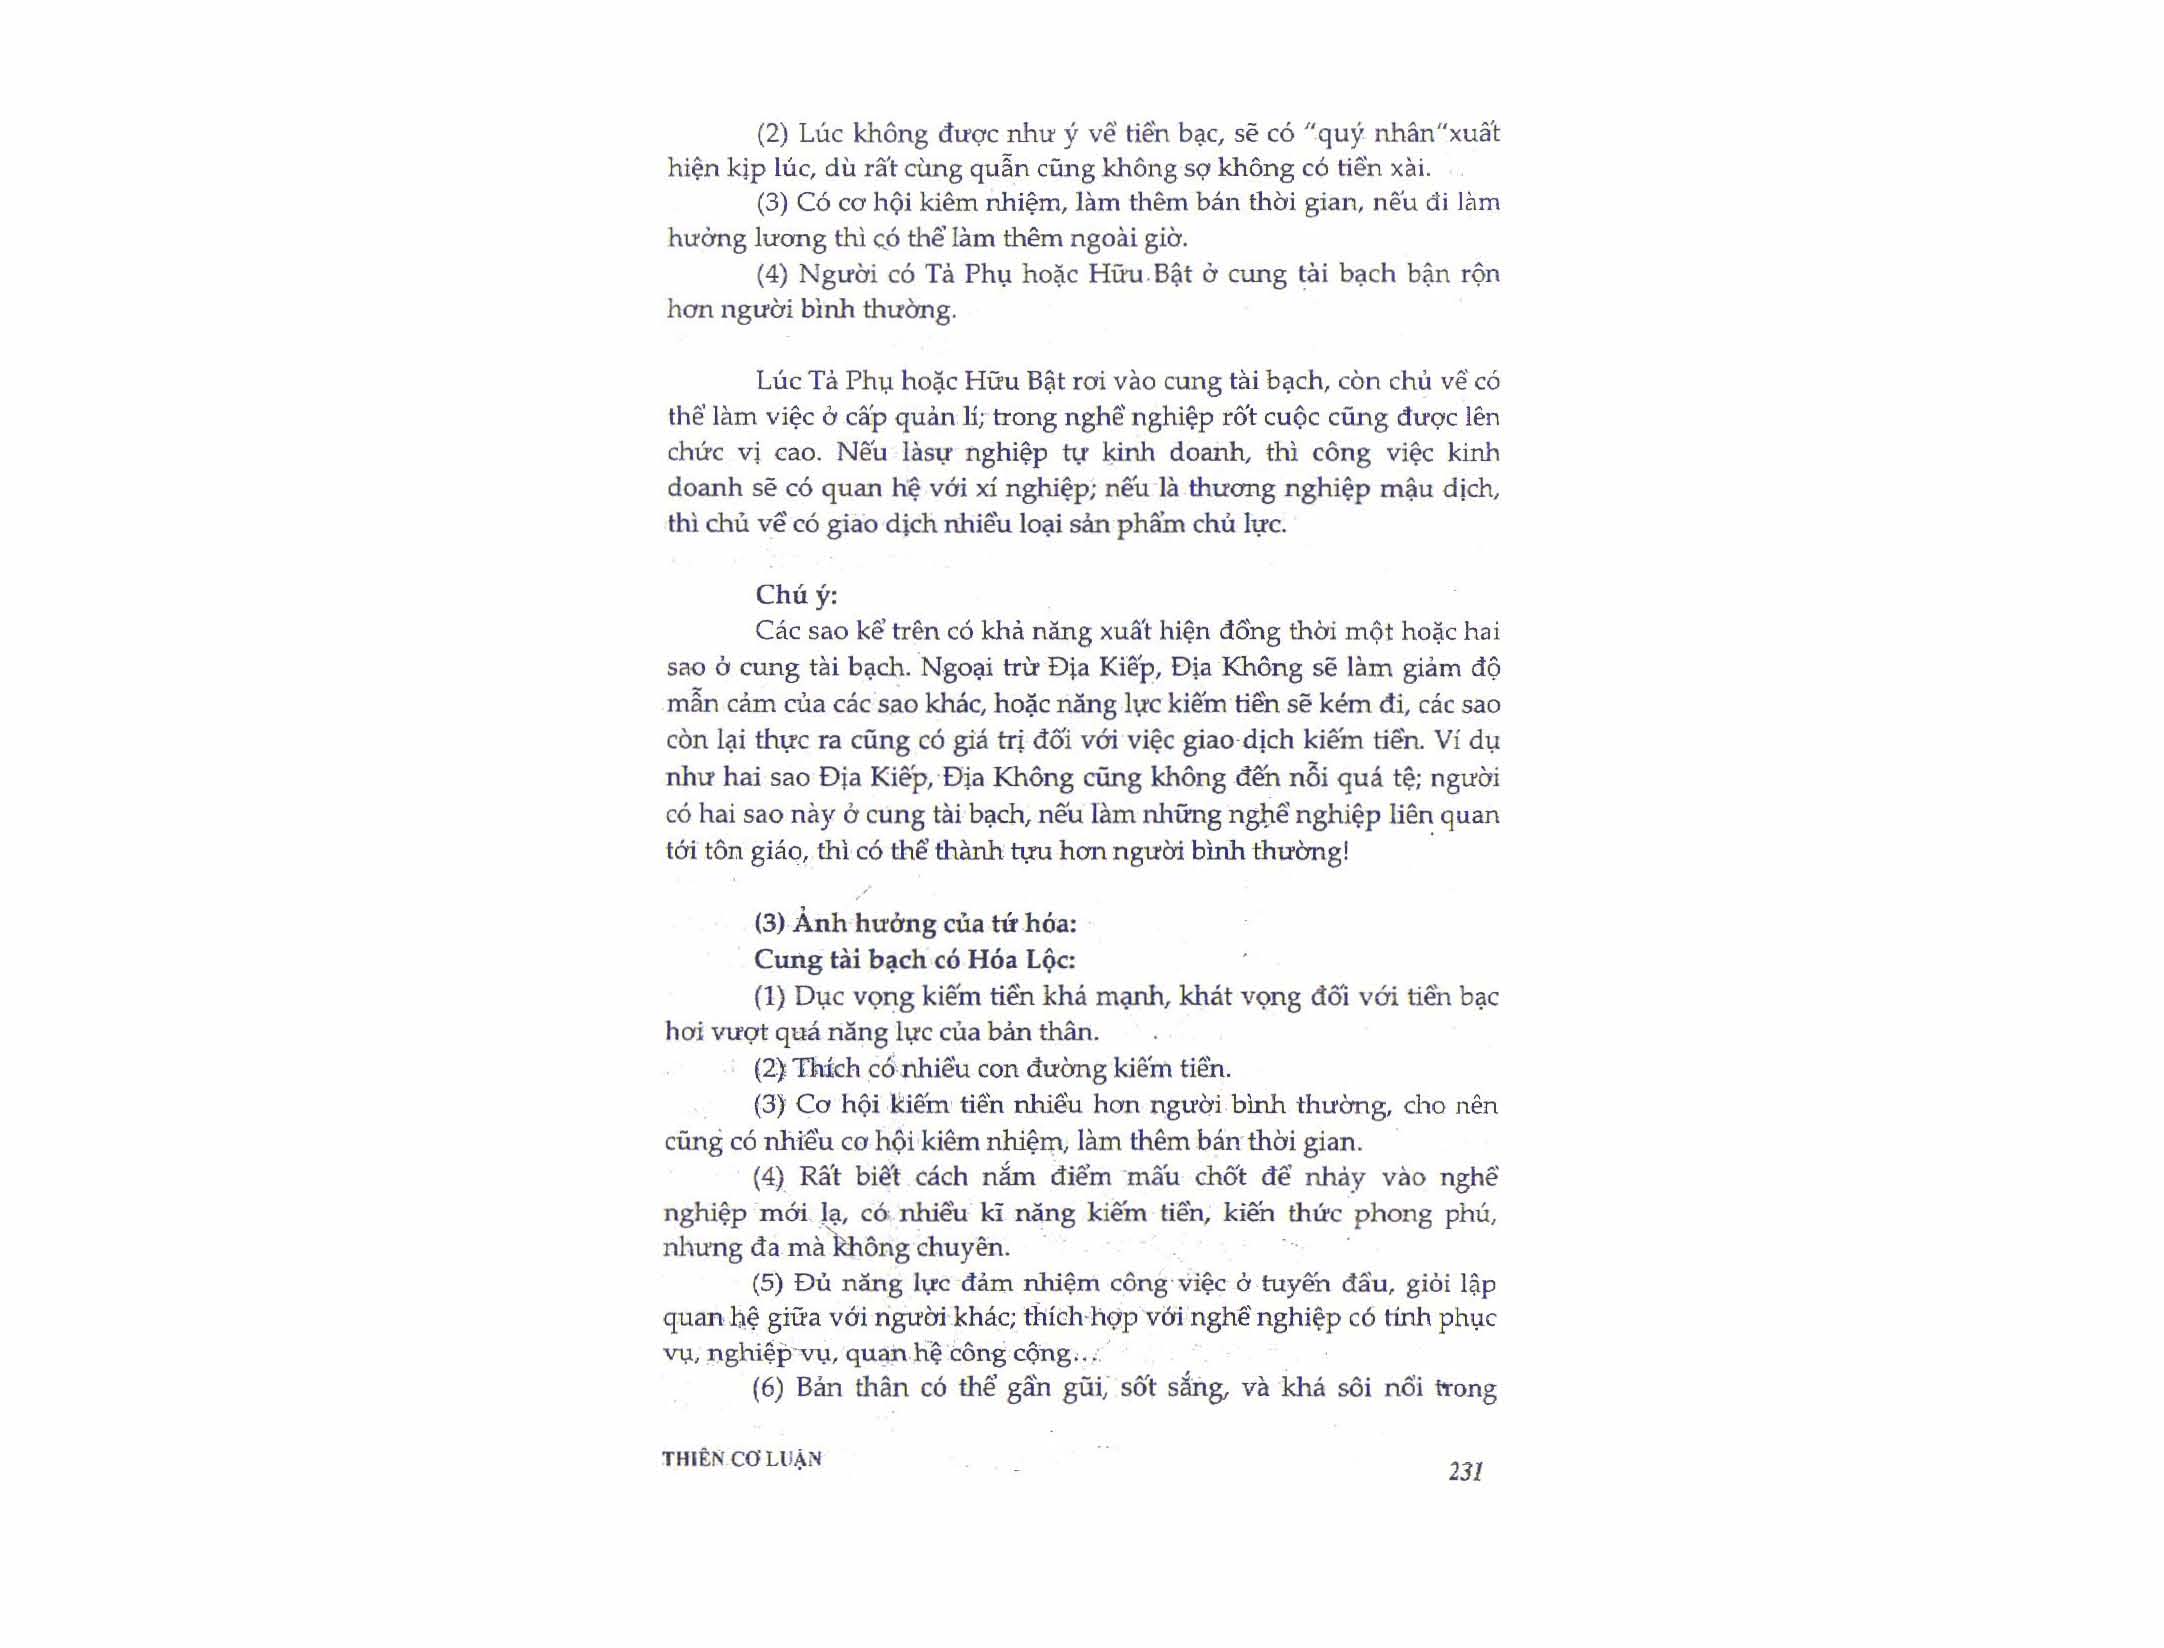 (2) Lúc không được như ý về tiền bạc, sẽ có "quý nhân"xuất
hiện kịp lúc, dù rất cùng quẫn cũng không sợ không có tiền xài.
(3) Có cơ hội kiêm nhiệm, làm thêm bán thời gian, nếu đi làm
hưởng lương thì có thể làm thêm ngoài giờ.
(4) Người có Tả Phụ hoặc Hữu Bật ở cung tài bạch bận rộn
hơn người bình thường.
Lúc Tả Phụ hoặc Hữu Bật rơi vào cung tài bạch, còn chủ về có
thể làm việc ở cấp quản lí; trong nghề nghiệp rốt cuộc cũng được lên
chức vị cao. Nếu làsự nghiệp tự kinh doanh, thì công việc kinh
doanh sẽ có quan hệ với xí nghiệp; nếu là thương nghiệp mậu dịch,
thì chủ về có giao dịch nhiều loại sản phẩm chủ lực.
Chú ý:
Các sao kể trên có khả năng xuất hiện đồng thời một hoặc hai
sao ở cung tài bạch. Ngoại trừ Địa Kiếp, Địa Không sẽ làm giảm độ
mẫn cảm của các sao khác, hoặc năng lực kiếm tiền sẽ kém đi, các sao
còn lại thực ra cũng có giá trị đối với việc giao dịch kiếm tiền. Ví dụ
như hai sao Địa Kiếp, Địa Không cũng không đến nỗi quá tệ; người
có hai sao này ở cung tài bạch, nếu làm những nghề nghiệp liên quan
tới tôn giáo, thì có thể thành tựu hơn người bình thường!
(3) Ảnh hưởng của tứ hóa:
Cung tài bạch có Hóa Lộc:
(1) Dục vọng kiếm tiền khá mạnh, khát vọng đối với tiền bạc
hơi vượt quá năng lực của bản thân.
(2) Thích có nhiều con đường kiếm tiền.
(3) Cơ hội kiếm tiền nhiều hơn người bình thường, cho nên
cũng có nhiều cơ hội kiêm nhiệm, làm thêm bán thời gian.
(4) Rất biết cách nắm điểm mấu chốt để nhảy vào nghề
nghiệp mới lạ, có nhiều kĩ năng kiếm tiền, kiến thức phong phú,
nhưng đa mà không chuyên.
(5) Đủ năng lực đảm nhiệm công việc ở tuyến đầu, giỏi lập
quan hệ giữa với người khác; thích hợp với nghề nghiệp có tính phục
vụ, nghiệp vụ, quan hệ công cộng...
(6) Bản thân có thể gần gũi, sốt sắng, và khá sôi nổi trong
THIÊN CƠ LUẬN
231